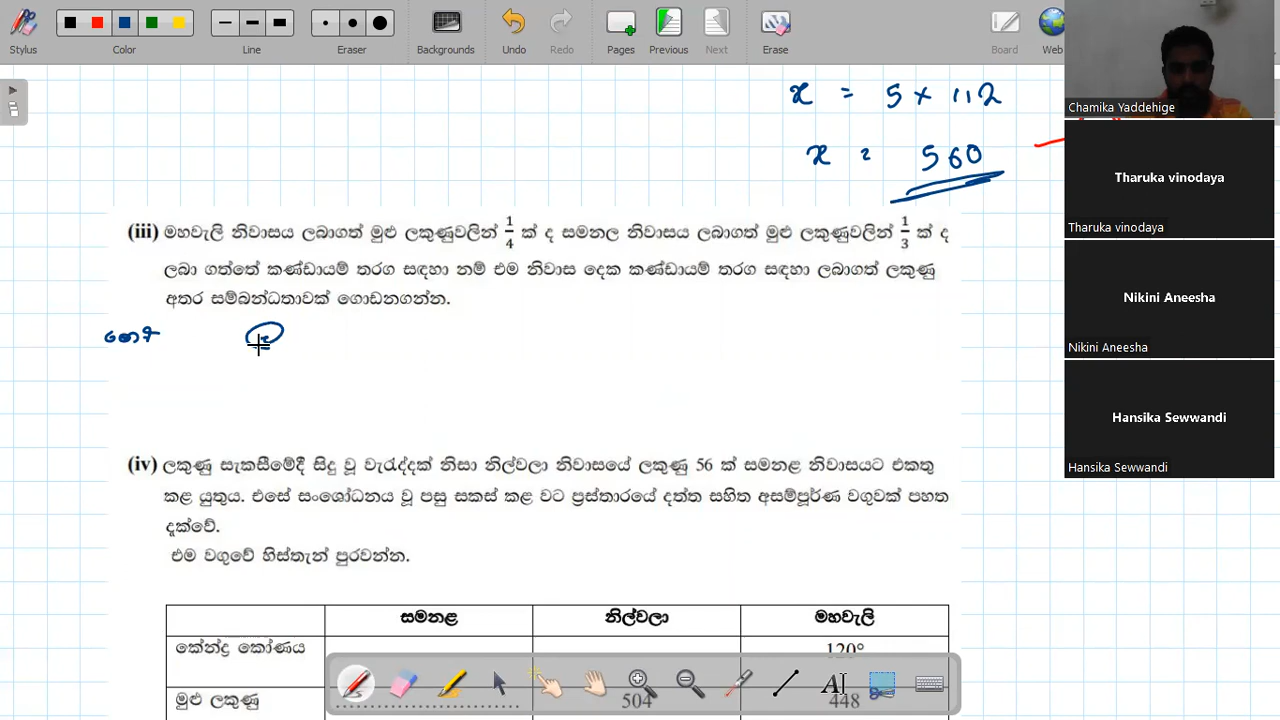 Stylus Color Line Eraser Backgrounds Undo Redo Pages Previous Next Erase Board Web
x = 5 × 112
x = 560
(iii) මහවැලි නිවාසය ලබාගත් මුළු ලකුණුවලින් 1/4 ක් ද සමනල නිවාසය ලබාගත් මුළු ලකුණුවලින් 1/3 ක් ද
ලබා ගත්තේ කණ්ඩායම් තරග සඳහා නම් එම නිවාස දෙක කණ්ඩායම් තරග සඳහා ලබාගත් ලකුණු
අතර සම්බන්ධතාවක් ගොඩනගන්න.
(iv) ලකුණු සැකසීමේදී සිදු වූ වැරැද්දක් නිසා නිල්වලා නිවාසයේ ලකුණු 56 ක් සමනළ නිවාසයට එකතු
කළ යුතුය. එසේ සංශෝධනය වූ පසු සකස් කළ වට ප්‍රස්තාරයේ දත්ත සහිත අසම්පූර්ණ වගුවක් පහත
දැක්වේ.
එම වගුවේ හිස්තැන් පුරවන්න.
සමනළ නිල්වලා මහවැලි
කේන්ද්‍ර කෝණය 120°
මුළු ලකුණු 504 448
Chamika Yaddehige
Tharuka vinodaya
Tharuka vinodaya
Nikini Aneesha
Nikini Aneesha
Hansika Sewwandi
Hansika Sewwandi